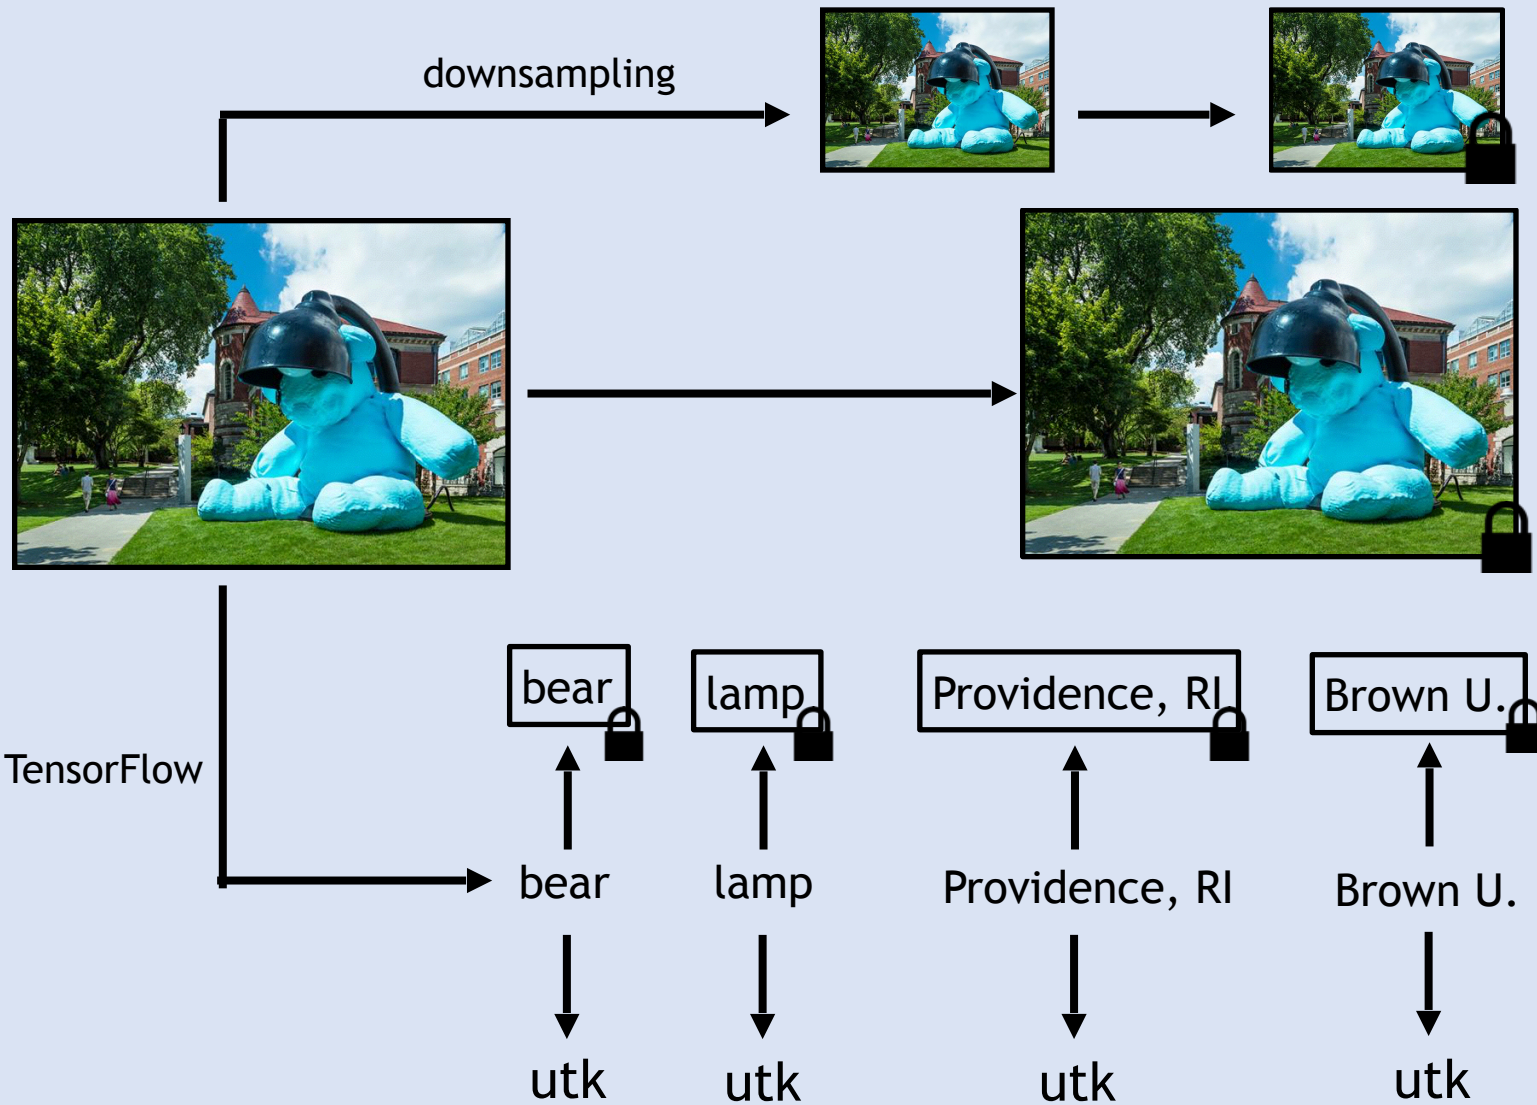 downsampling
bear lamp Providence, RI Brown U.
TensorFlow
bear lamp Providence, RI Brown U.
utk utk utk utk